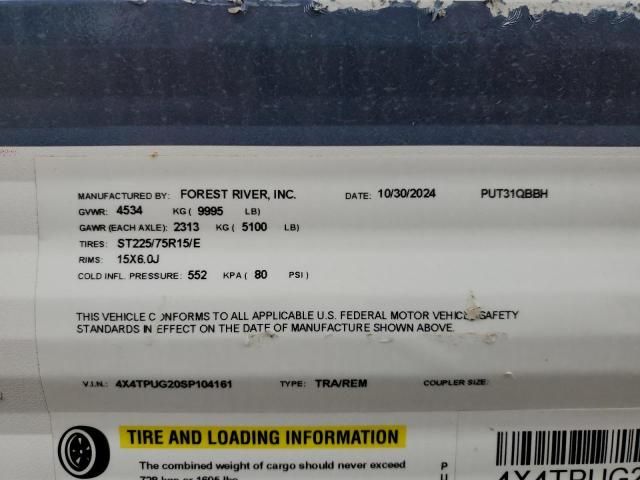 MANUFACTURED BY: FOREST RIVER, INC. DATE: 10/30/2024 PUT31QBBH
GVWR: 4534 KG ( 9995 LB)
GAWR (EACH AXLE): 2313 KG ( 5100 LB)
TIRES: ST225/75R15/E
RIMS: 15X6.0J
COLD INFL. PRESSURE: 552 KPA ( 80 PSI )
THIS VEHICLE CONFORMS TO ALL APPLICABLE U.S. FEDERAL MOTOR VEHICLE SAFETY
STANDARDS IN EFFECT ON THE DATE OF MANUFACTURE SHOWN ABOVE.
V.I.N.: 4X4TPUG20SP104161 TYPE: TRA/REM COUPLER SIZE:
TIRE AND LOADING INFORMATION
The combined weight of cargo should never exceed
P